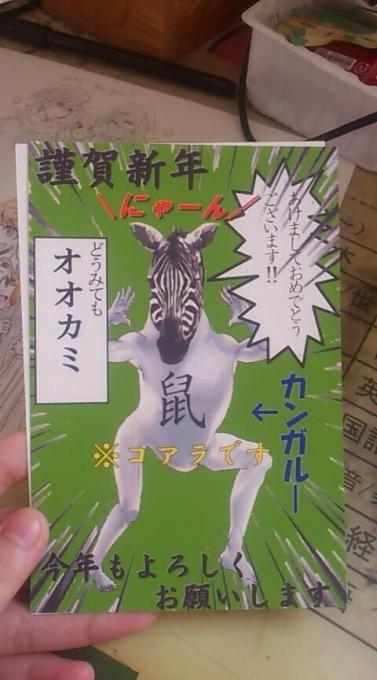 謹賀新年
\にゃーん/
あけましておめでとう
ございます!!
どうみても
オオカミ
鼠
カンガルー
←
※コアラです
今年もよろしく
お願いします